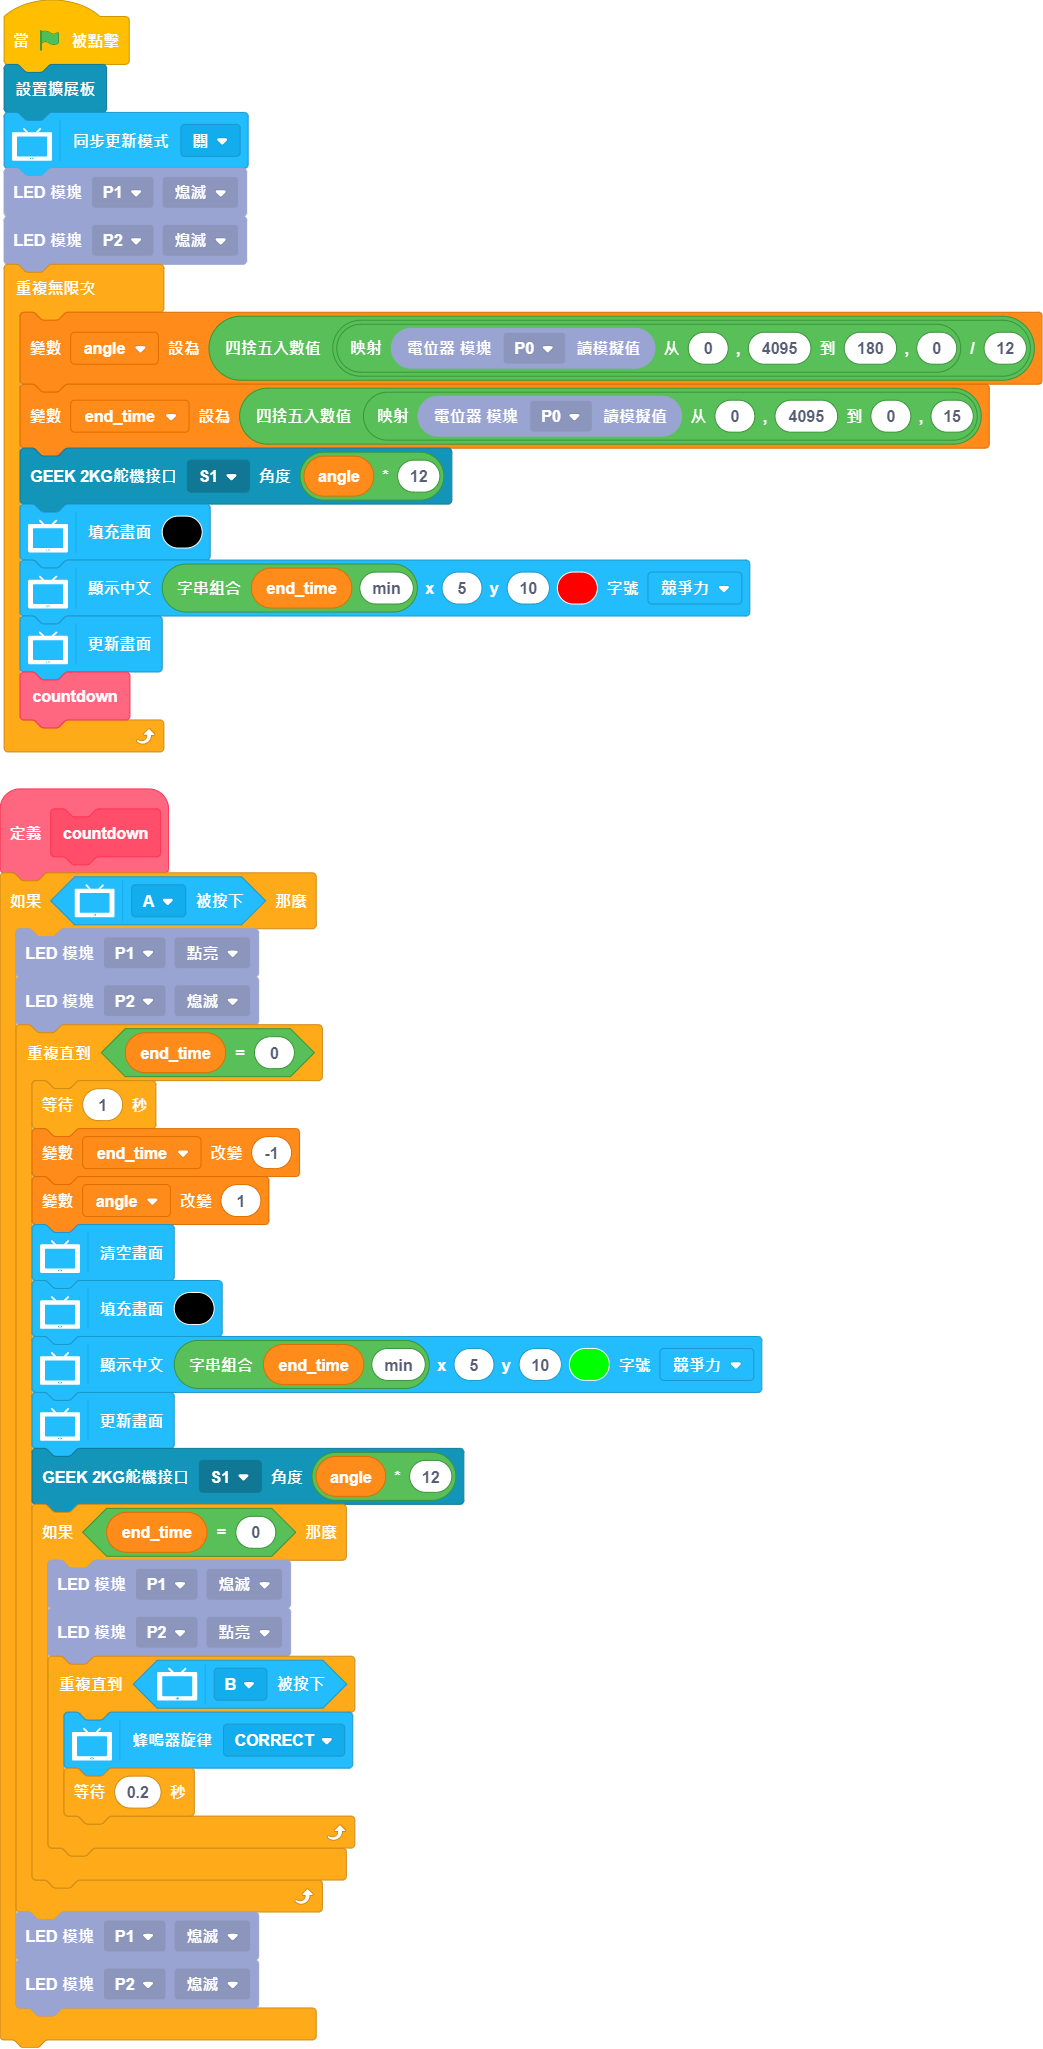 當 被點擊
設置擴展板
同步更新模式 關
LED 模塊 P1 熄滅
LED 模塊 P2 熄滅
重複無限次
變數 angle 設為 四捨五入數值 映射 電位器 模塊 P0 讀模擬值 从 0 , 4095 到 180 , 0 / 12
變數 end_time 設為 四捨五入數值 映射 電位器 模塊 P0 讀模擬值 从 0 , 4095 到 0 , 15
GEEK 2KG舵機接口 S1 角度 angle * 12
填充畫面
顯示中文 字串組合 end_time min x 5 y 10 字號 競爭力
更新畫面
countdown
定義 countdown
如果 A 被按下 那麼
LED 模塊 P1 點亮
LED 模塊 P2 熄滅
重複直到 end_time = 0
等待 1 秒
變數 end_time 改變 -1
變數 angle 改變 1
清空畫面
填充畫面
顯示中文 字串組合 end_time min x 5 y 10 字號 競爭力
更新畫面
GEEK 2KG舵機接口 S1 角度 angle * 12
如果 end_time = 0 那麼
LED 模塊 P1 熄滅
LED 模塊 P2 點亮
重複直到 B 被按下
蜂鳴器旋律 CORRECT
等待 0.2 秒
LED 模塊 P1 熄滅
LED 模塊 P2 熄滅